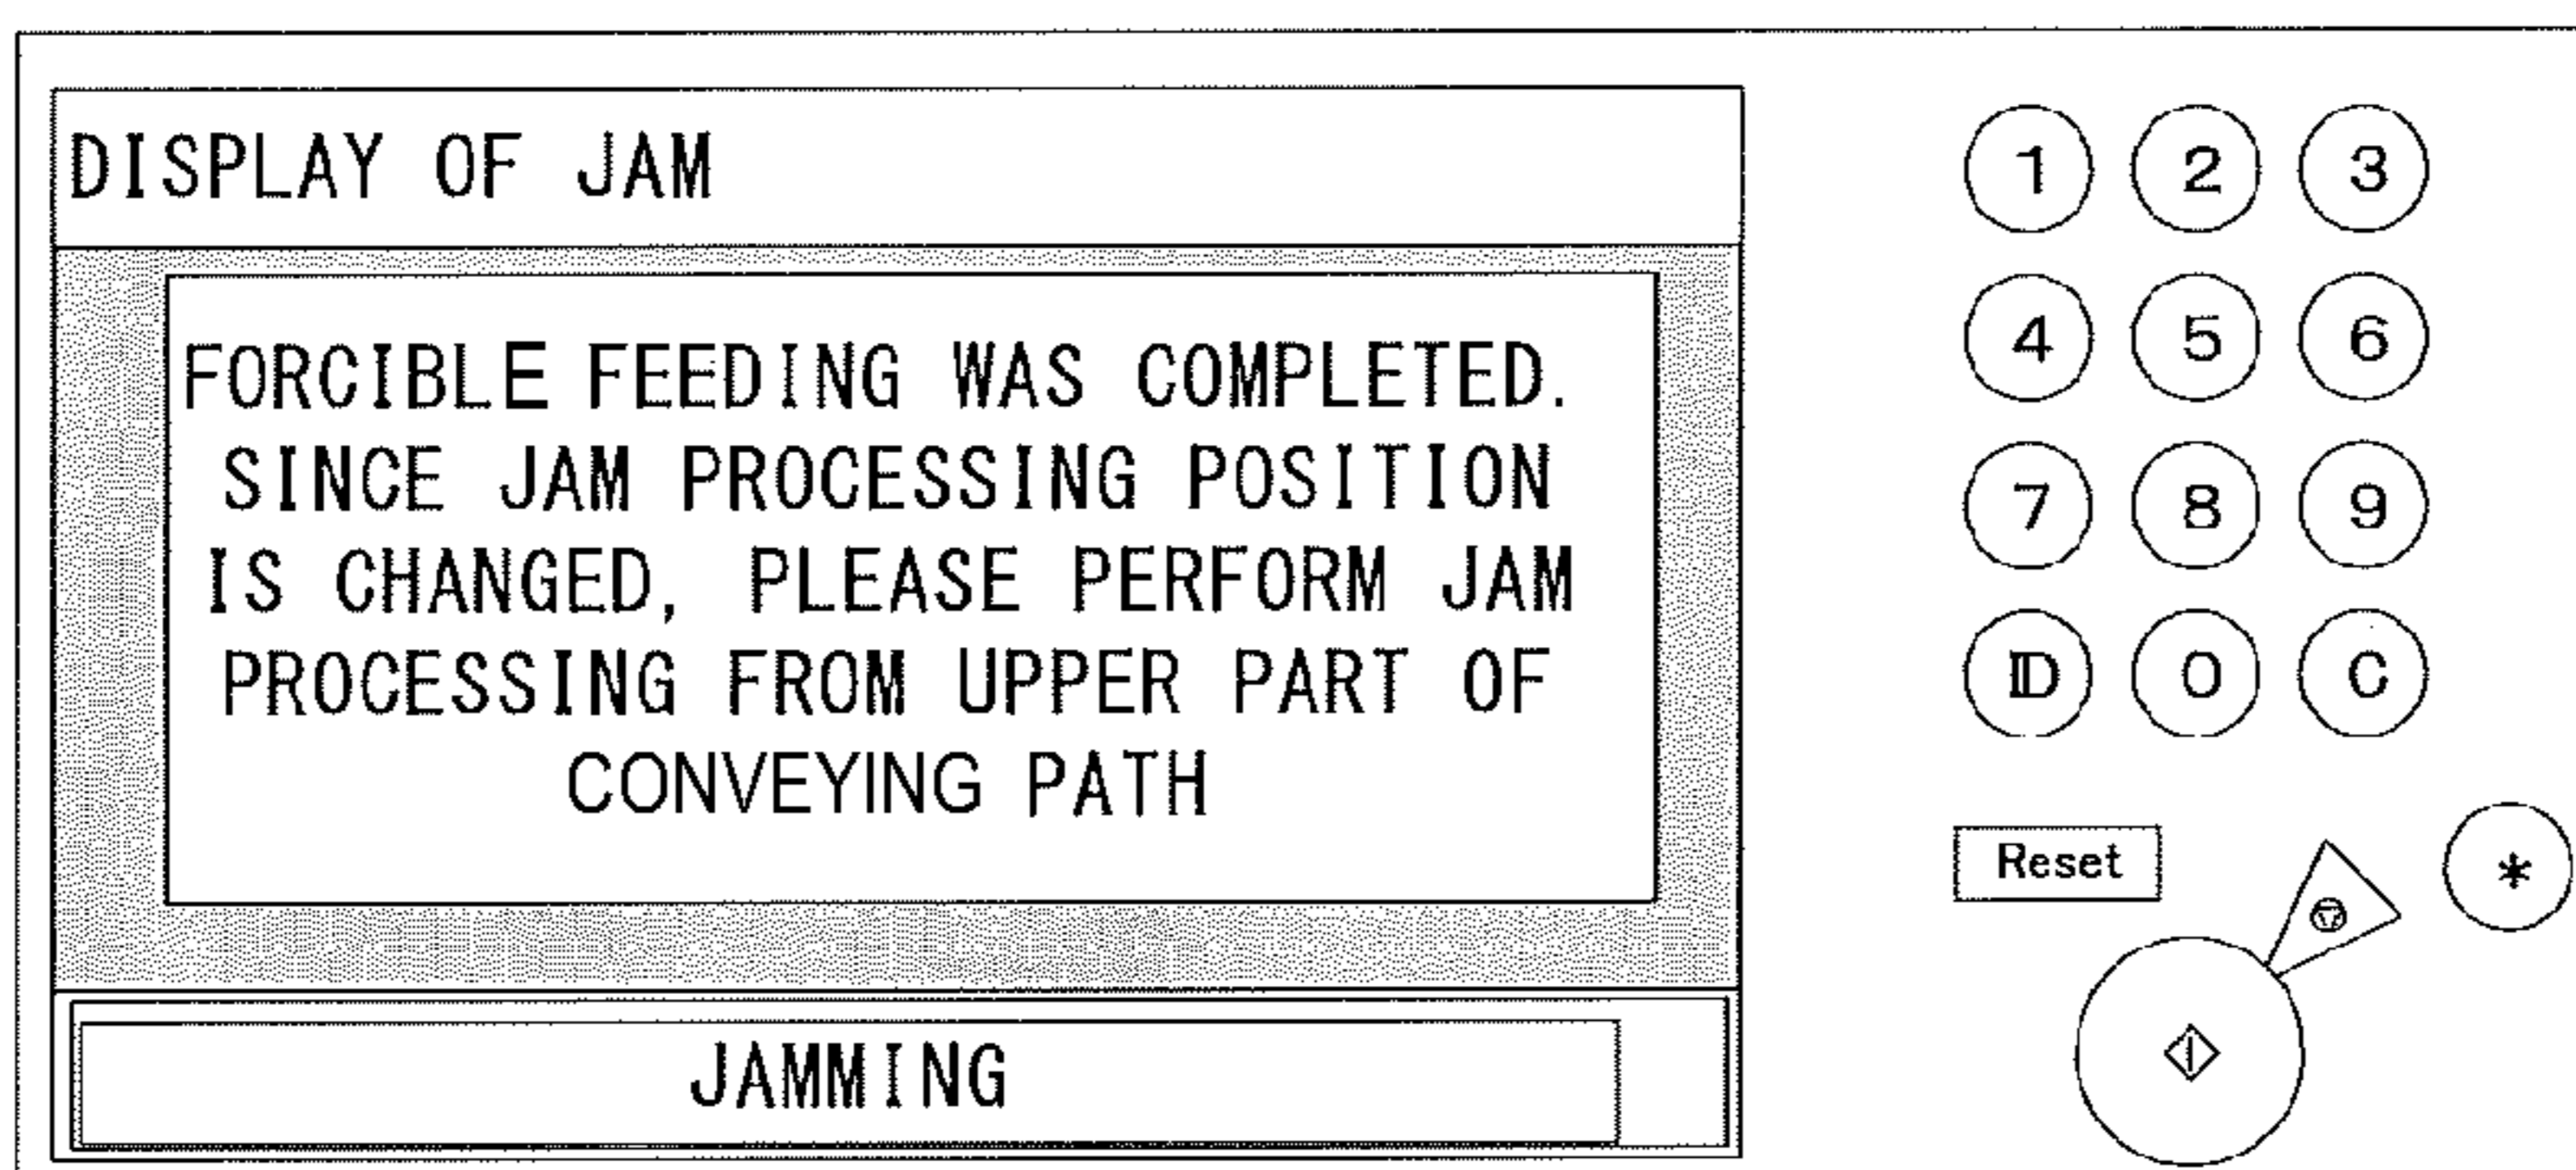 DISPLAY OF JAM
FORCIBLE FEEDING WAS COMPLETED.
SINCE JAM PROCESSING POSITION
IS CHANGED, PLEASE PERFORM JAM
PROCESSING FROM UPPER PART OF
CONVEYING PATH
JAMMING
1 2 3
4 5 6
7 8 9
ID 0 C
Reset
*